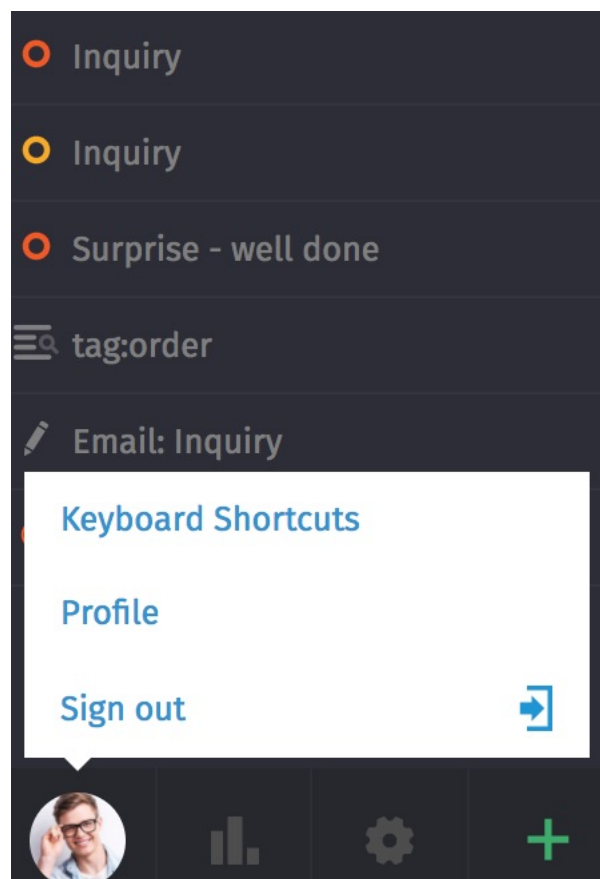 Inquiry
Inquiry
Surprise - well done
tag:order
Email: Inquiry
Keyboard Shortcuts
Profile
Sign out